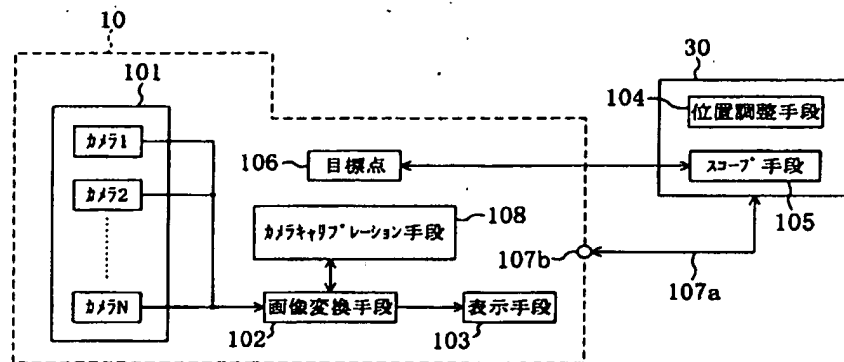 10
101
カメラ1
カメラ2
カメラN
106
目標点
カメラキャリブレーション手段
108
画像変換手段
102
表示手段
103
107b
107a
30
104
位置調整手段
スコープ手段
105